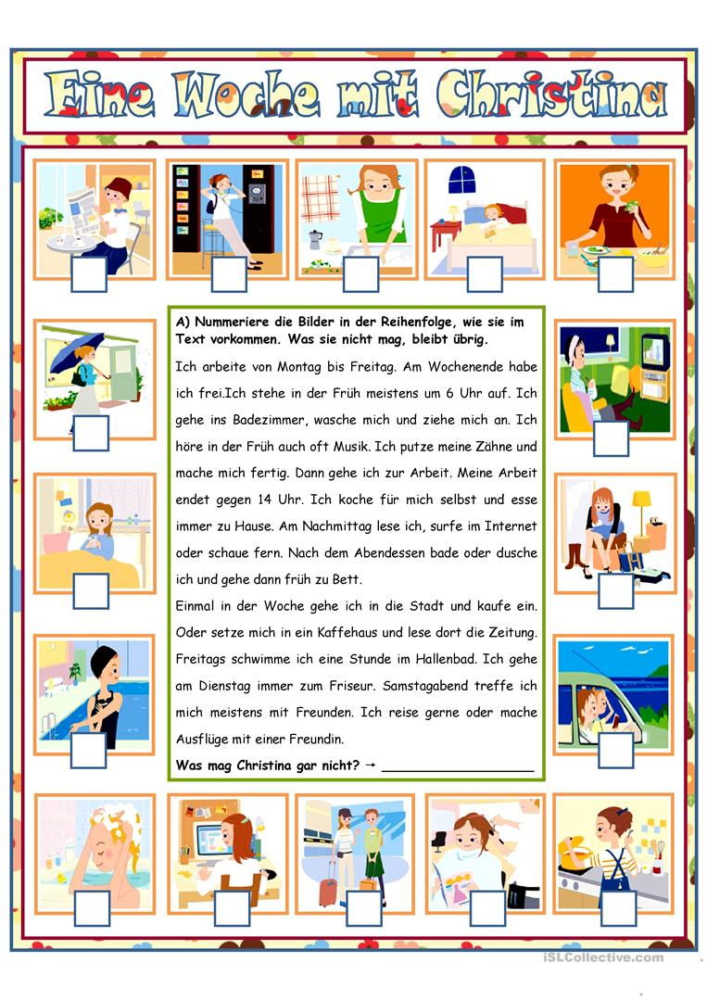 Eine Woche mit Christina
A) Nummeriere die Bilder in der Reihenfolge, wie sie im
Text vorkommen. Was sie nicht mag, bleibt übrig.
Ich arbeite von Montag bis Freitag. Am Wochenende habe
ich frei.Ich stehe in der Früh meistens um 6 Uhr auf. Ich
gehe ins Badezimmer, wasche mich und ziehe mich an. Ich
höre in der Früh auch oft Musik. Ich putze meine Zähne und
mache mich fertig. Dann gehe ich zur Arbeit. Meine Arbeit
endet gegen 14 Uhr. Ich koche für mich selbst und esse
immer zu Hause. Am Nachmittag lese ich, surfe im Internet
oder schaue fern. Nach dem Abendessen bade oder dusche
ich und gehe dann früh zu Bett.
Einmal in der Woche gehe ich in die Stadt und kaufe ein.
Oder setze mich in ein Kaffehaus und lese dort die Zeitung.
Freitags schwimme ich eine Stunde im Hallenbad. Ich gehe
am Dienstag immer zum Friseur. Samstagabend treffe ich
mich meistens mit Freunden. Ich reise gerne oder mache
Ausflüge mit einer Freundin.
Was mag Christina gar nicht? → ____________________
iSLCollective.com